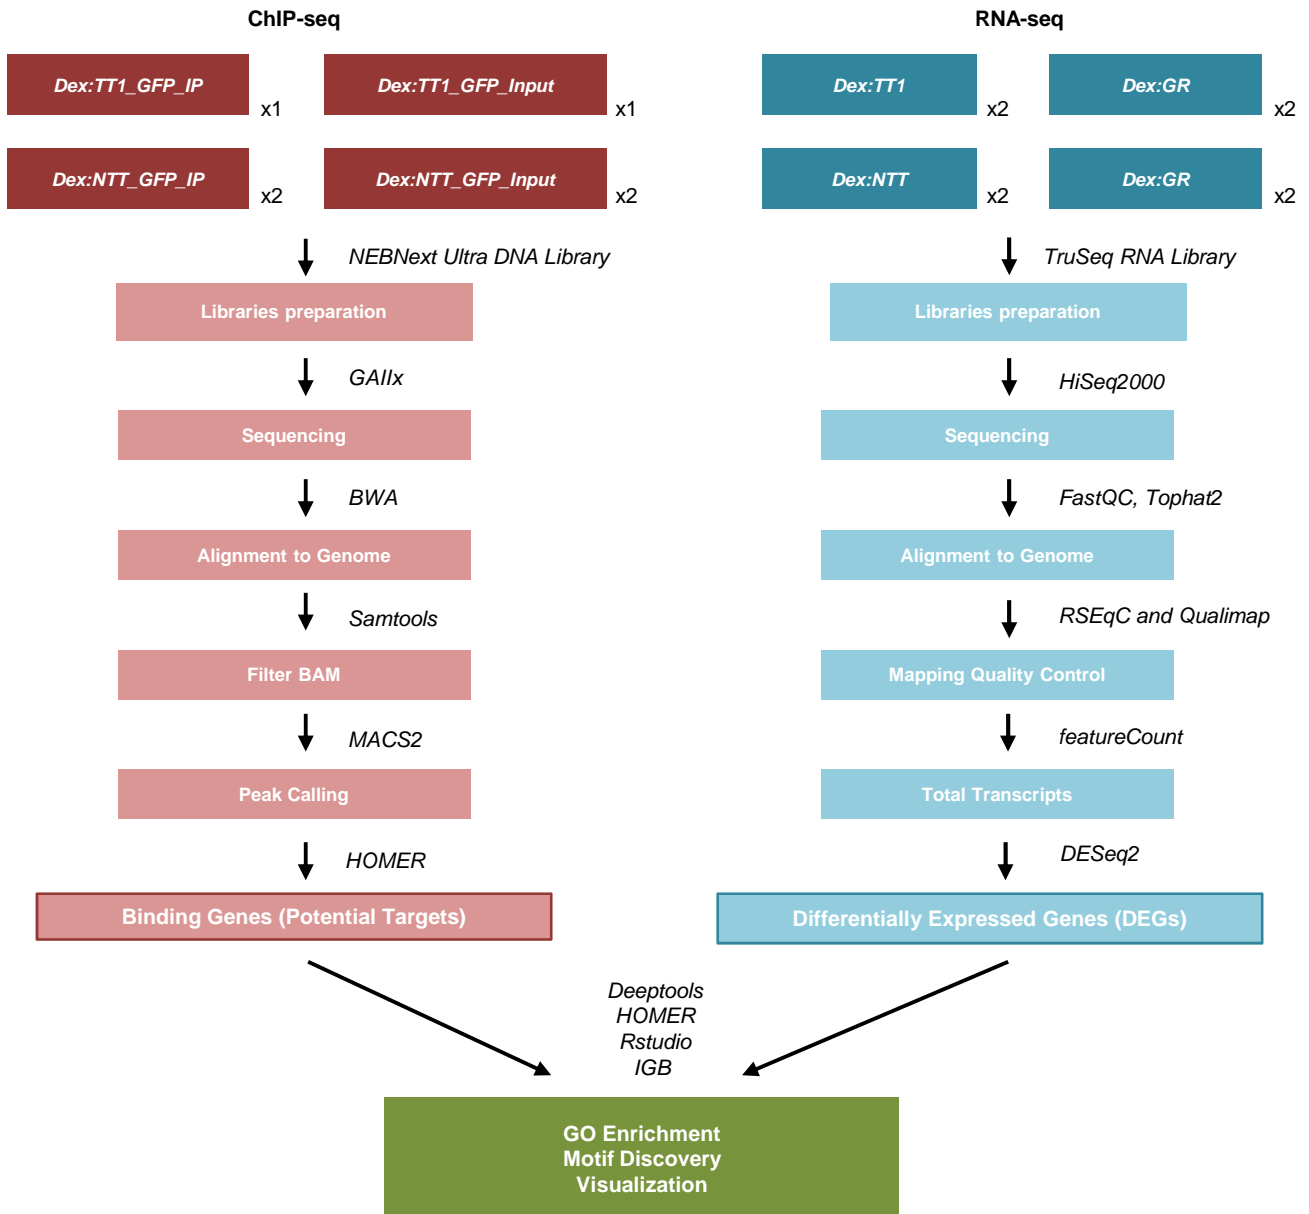 ChIP-seq
Dex:TT1_GFP_IP
x1
Dex:TT1_GFP_Input
x1
Dex:NTT_GFP_IP
x2
Dex:NTT_GFP_Input
x2
NEBNext Ultra DNA Library
Libraries preparation
GAIIx
Sequencing
BWA
Alignment to Genome
Samtools
Filter BAM
MACS2
Peak Calling
HOMER
Binding Genes (Potential Targets)
RNA-seq
Dex:TT1
x2
Dex:GR
x2
Dex:NTT
x2
Dex:GR
x2
TruSeq RNA Library
Libraries preparation
HiSeq2000
Sequencing
FastQC, Tophat2
Alignment to Genome
RSEqC and Qualimap
Mapping Quality Control
featureCount
Total Transcripts
DESeq2
Differentially Expressed Genes (DEGs)
Deeptools
HOMER
Rstudio
IGB
GO Enrichment
Motif Discovery
Visualization